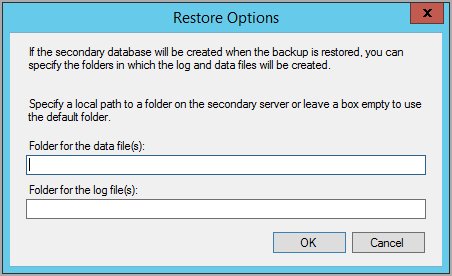 Restore Options
x
If the secondary database will be created when the backup is restored, you can
specify the folders in which the log and data files will be created.
Specify a local path to a folder on the secondary server or leave a box empty to use
the default folder.
Folder for the data file(s):
Folder for the log file(s):
OK
Cancel